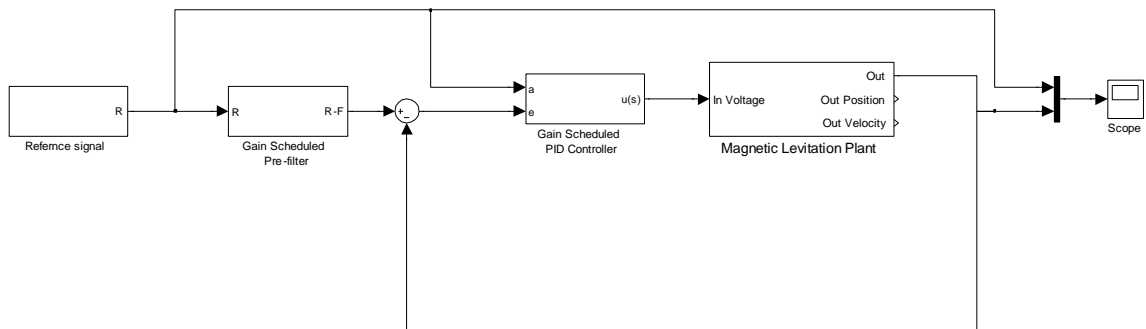 R
Refernce signal
R
R-F
Gain Scheduled
Pre-filter
+
−
a
e
u(s)
Gain Scheduled
PID Controller
In Voltage
Out
Out Position
Out Velocity
Magnetic Levitation Plant
Scope